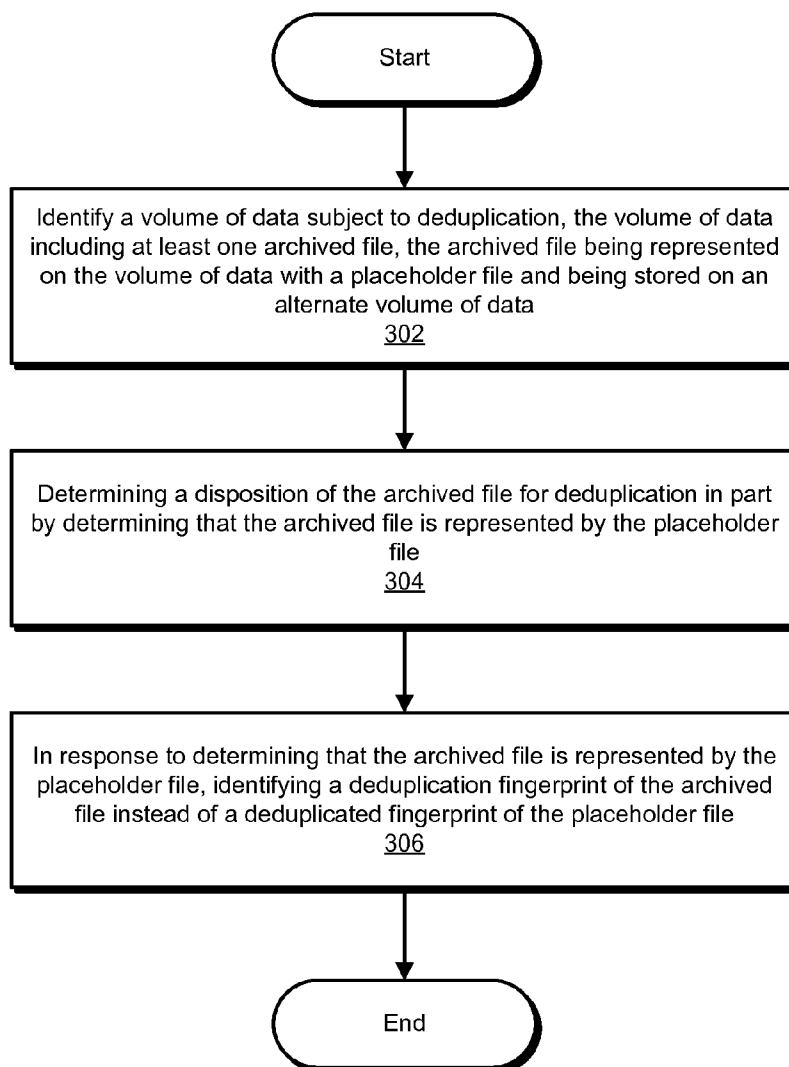 Start
Identify a volume of data subject to deduplication, the volume of data
including at least one archived file, the archived file being represented
on the volume of data with a placeholder file and being stored on an
alternate volume of data
302
Determining a disposition of the archived file for deduplication in part
by determining that the archived file is represented by the placeholder
file
304
In response to determining that the archived file is represented by the
placeholder file, identifying a deduplication fingerprint of the archived
file instead of a deduplicated fingerprint of the placeholder file
306
End